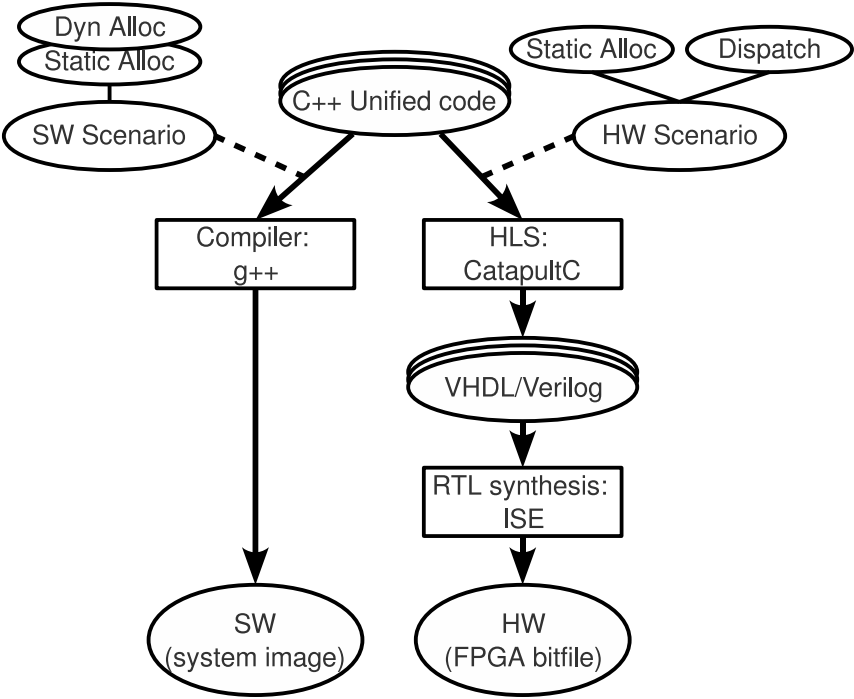 Dyn Alloc
Static Alloc
SW Scenario
C++ Unified code
Static Alloc
Dispatch
HW Scenario
Compiler:
g++
HLS:
CatapultC
VHDL/Verilog
RTL synthesis:
ISE
SW
(system image)
HW
(FPGA bitfile)